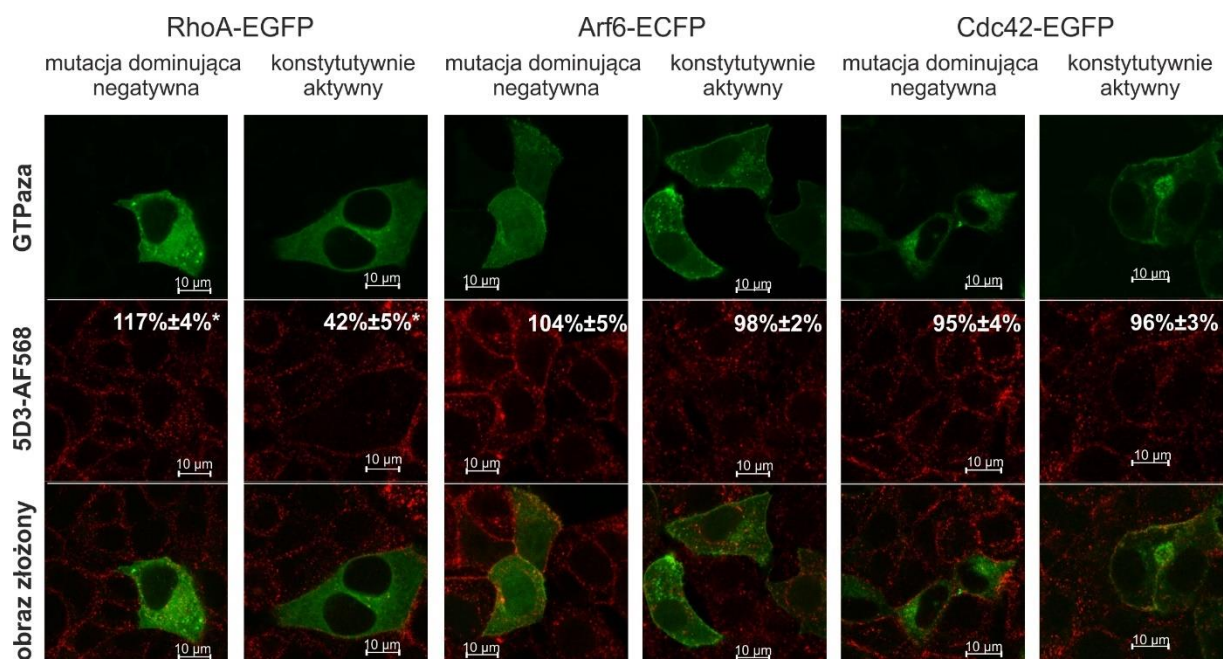 RhoA-EGFP
Arf6-ECFP
Cdc42-EGFP
mutacja dominująca
negatywna
konstytutywnie
aktywny
mutacja dominująca
negatywna
konstytutywnie
aktywny
mutacja dominująca
negatywna
konstytutywnie
aktywny
GTPaza
10 µm
10 µm
10 µm
10 µm
10 µm
10 µm
5D3-AF568
117%±4%*
42%±5%*
104%±5%
98%±2%
95%±4%
96%±3%
10 µm
10 µm
10 µm
10 µm
10 µm
10 µm
obraz złożony
10 µm
10 µm
10 µm
10 µm
10 µm
10 µm